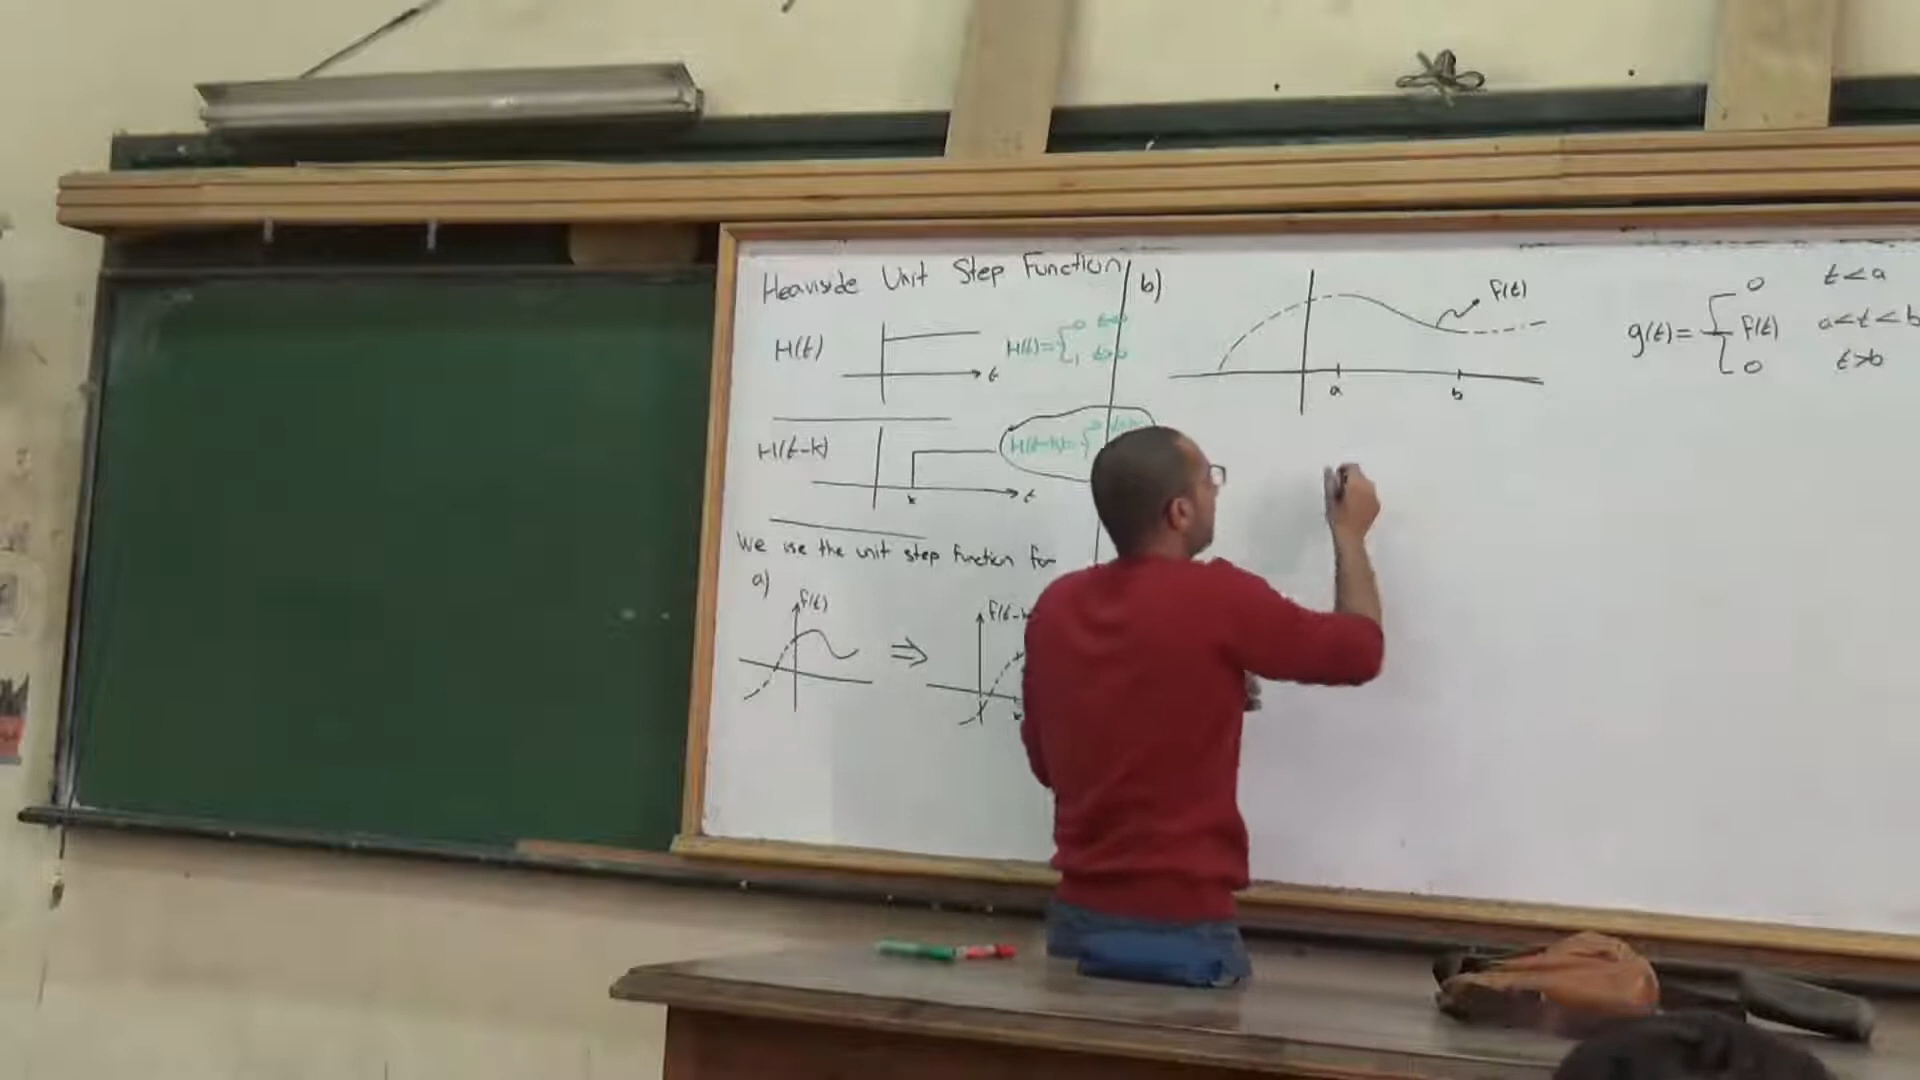 Heaviside Unit Step Function
H(t)
t
H(t)= { 0 t<0
1 t>0
H(t-k)
k
t
H(t-k)= {
We use the unit step function for
a)
f(t)
⇒
f(t-k
k
b)
f(t)
a
b
g(t)= { 0 t<a
f(t) a<t<b
0 t>b